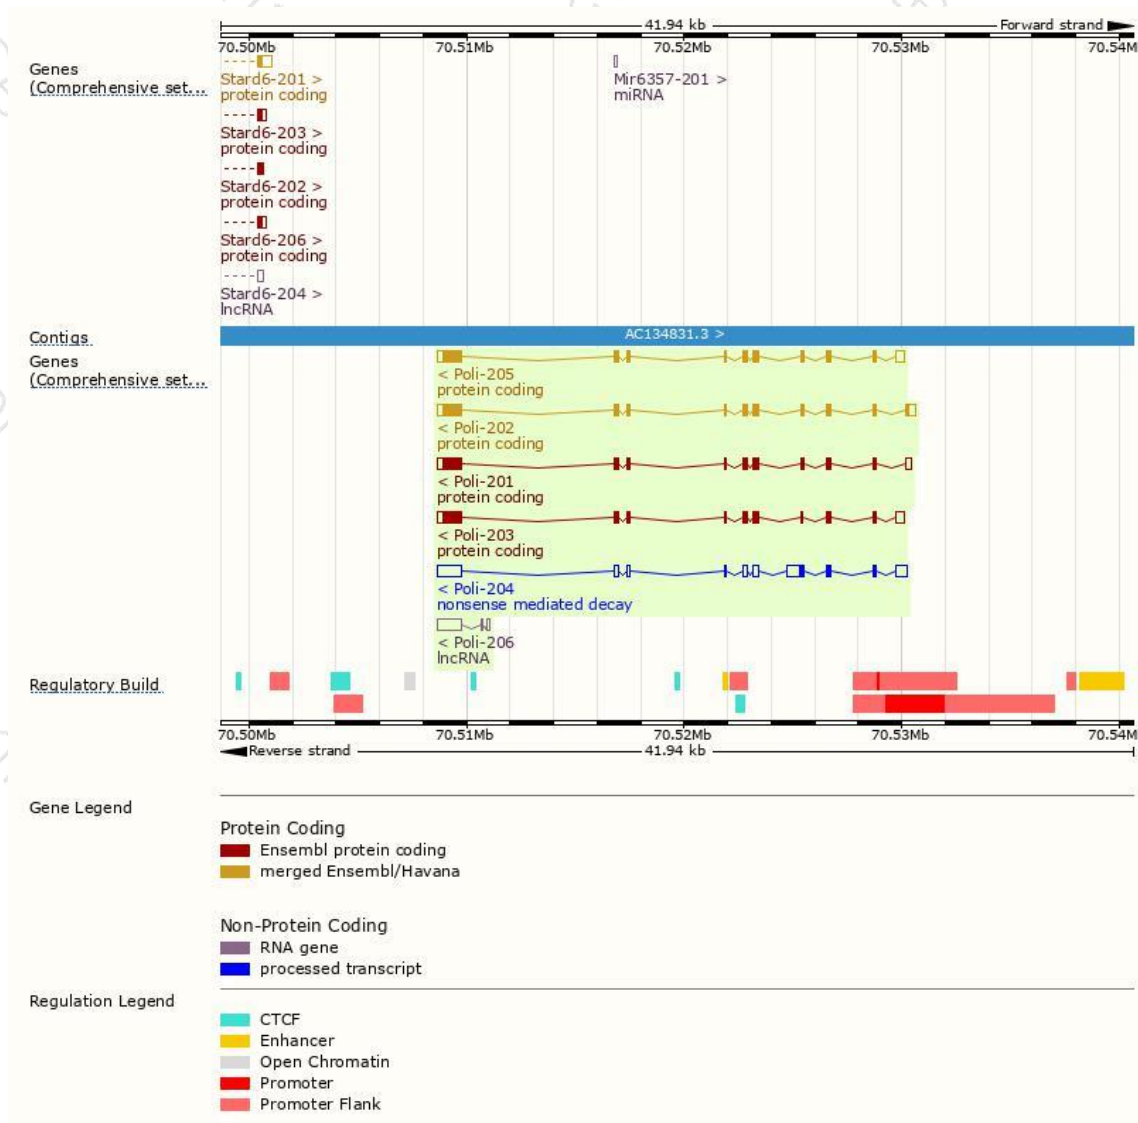 41.94 kb Forward strand
70.50Mb 70.51Mb 70.52Mb 70.53Mb 70.54M
Genes
(Comprehensive set...
Stard6-201 >
protein coding
Mir6357-201 >
miRNA
Stard6-203 >
protein coding
Stard6-202 >
protein coding
Stard6-206 >
protein coding
Stard6-204 >
lncRNA
Contigs
AC134831.3 >
Genes
(Comprehensive set...
< Poli-205
protein coding
< Poli-202
protein coding
< Poli-201
protein coding
< Poli-203
protein coding
< Poli-204
nonsense mediated decay
< Poli-206
lncRNA
Regulatory Build
70.50Mb 70.51Mb 70.52Mb 70.53Mb 70.54M
Reverse strand 41.94 kb
Gene Legend
Protein Coding
Ensembl protein coding
merged Ensembl/Havana
Non-Protein Coding
RNA gene
processed transcript
Regulation Legend
CTCF
Enhancer
Open Chromatin
Promoter
Promoter Flank